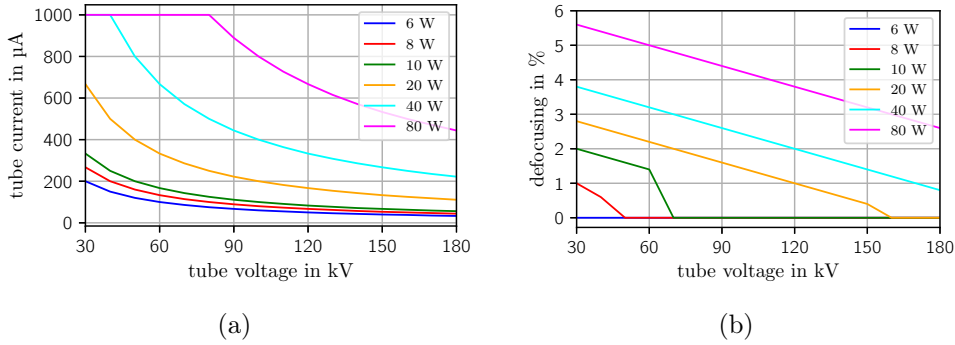 1000
800
600
400
200
0
30
60
90
120
150
180
tube voltage in kV
tube current in µA
6 W
8 W
10 W
20 W
40 W
80 W
(a)
6
5
4
3
2
1
0
30
60
90
120
150
180
tube voltage in kV
defocusing in %
6 W
8 W
10 W
20 W
40 W
80 W
(b)